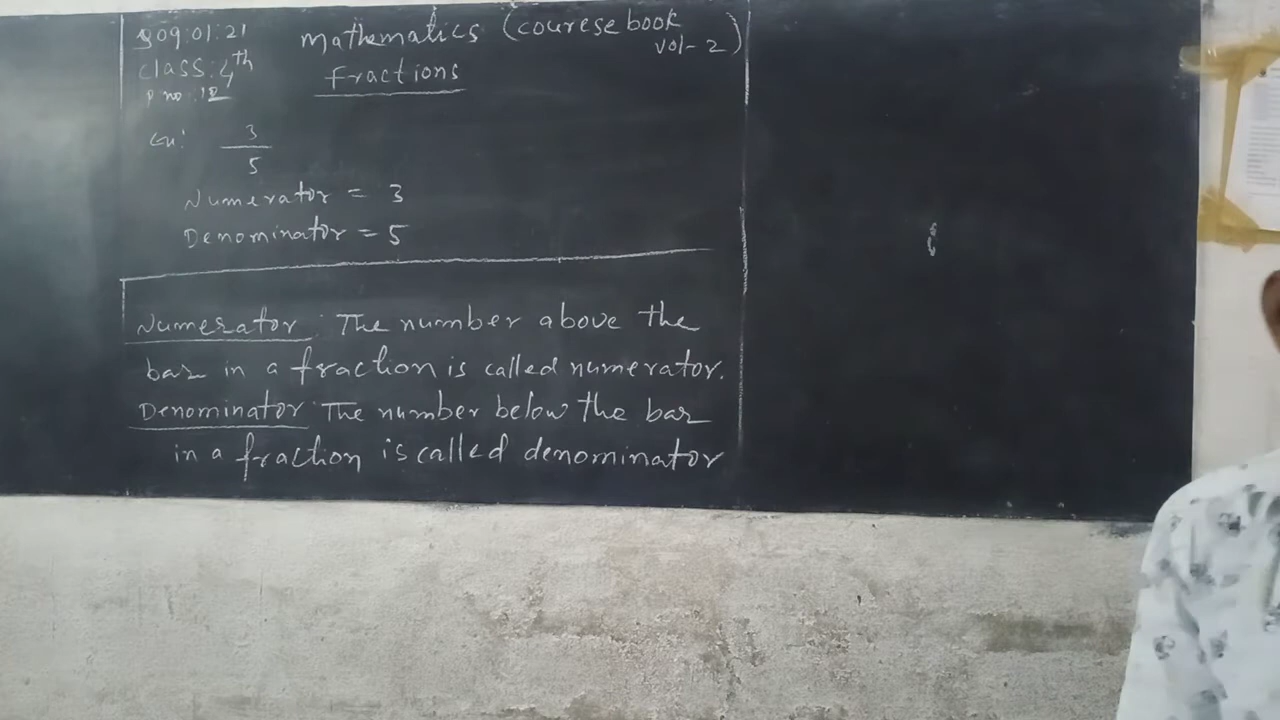 09:01:21
Mathematics (courese book
vol- 2)
class: 4th
Fractions
P no: 12
3
5
Numerator = 3
Denominator = 5
Numerator: The number above the
bar in a fraction is called numerator.
Denominator: The number below the bar
in a fraction is called denominator